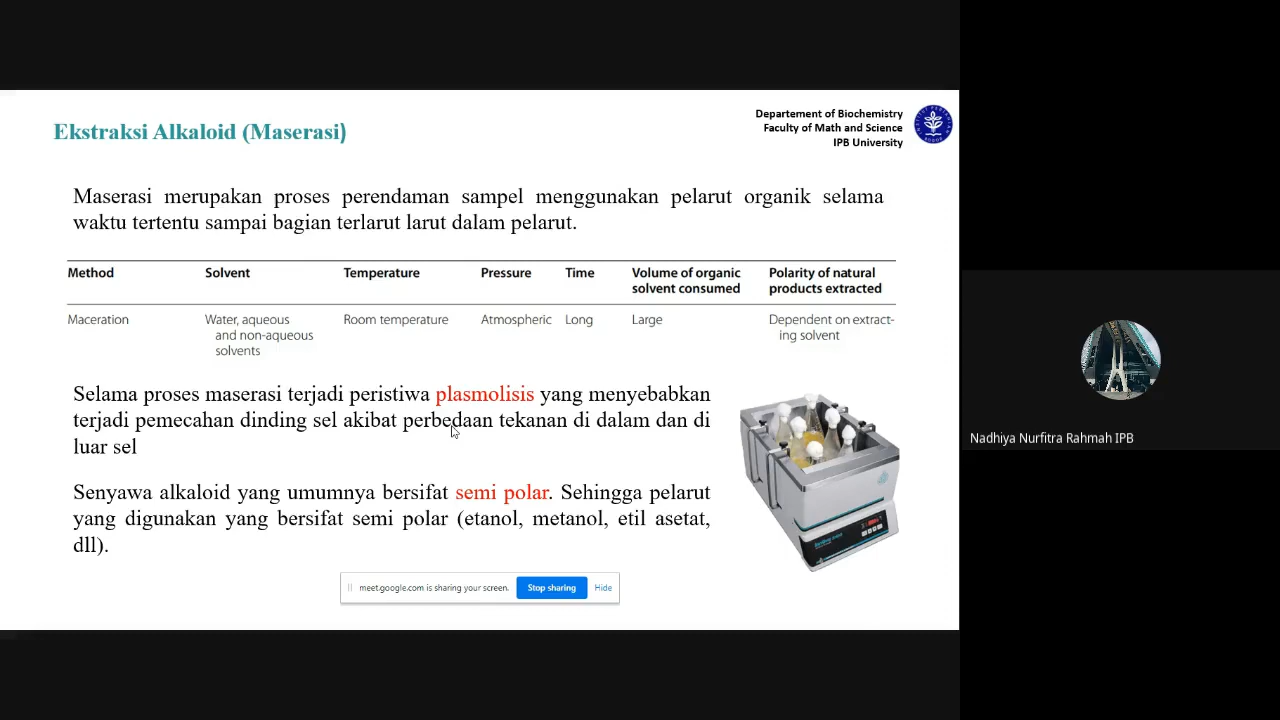 Ekstraksi Alkaloid (Maserasi)
Departement of Biochemistry
Faculty of Math and Science
IPB University
Maserasi merupakan proses perendaman sampel menggunakan pelarut organik selama
waktu tertentu sampai bagian terlarut larut dalam pelarut.
Method Solvent Temperature Pressure Time Volume of organic solvent consumed Polarity of natural products extracted
Maceration Water, aqueous and non-aqueous solvents Room temperature Atmospheric Long Large Dependent on extract-ing solvent
Selama proses maserasi terjadi peristiwa plasmolisis yang menyebabkan
terjadi pemecahan dinding sel akibat perbedaan tekanan di dalam dan di
luar sel
Senyawa alkaloid yang umumnya bersifat semi polar. Sehingga pelarut
yang digunakan yang bersifat semi polar (etanol, metanol, etil asetat,
dll).
meet.google.com is sharing your screen. Stop sharing Hide
Nadhiya Nurfitra Rahmah IPB